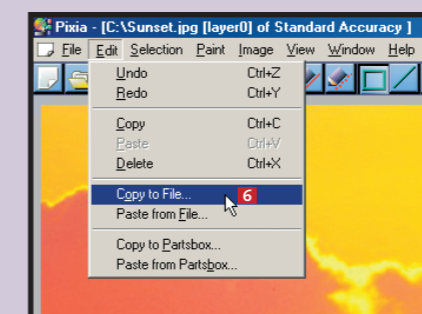 Pixia - [C:\Sunset.jpg [layer0] of Standard Accuracy ]
File Edit Selection Paint Image View Window Help
Undo Ctrl+Z
Redo Ctrl+Y
Copy Ctrl+C
Paste Ctrl+V
Delete Ctrl+X
Copy to File... 6
Paste from File...
Copy to Partsbox...
Paste from Partsbox...